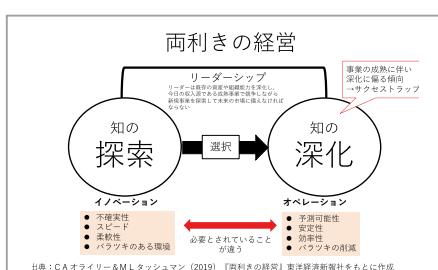 両利きの経営
リーダーシップ
リーダーは既存の資産や組織能力を深化し、
今日の収入源である成熟事業で競争しながら
新規事業を探索して未来の市場に備えなければ
ならない
事業の成熟に伴い
深化に偏る傾向
→サクセストラップ
知の
探索
選択
知の
深化
イノベーション
● 不確実性
● スピード
● 柔軟性
● バラツキのある環境
必要とされていること
が違う
オペレーション
● 予測可能性
● 安定性
● 効率性
● バラツキの削減
出典:CAオライリー&MLタッシュマン(2019)『両利きの経営』東洋経済新報社をもとに作成